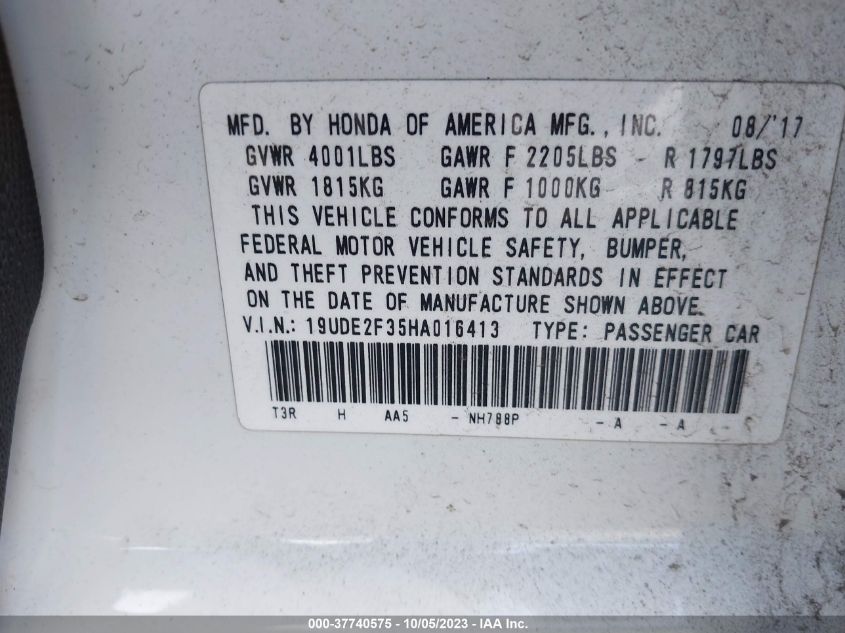 MFD. BY HONDA OF AMERICA MFG., INC. 08/'17
GVWR 4001LBS GAWR F 2205LBS R 1797LBS
GVWR 1815KG GAWR F 1000KG R 815KG
THIS VEHICLE CONFORMS TO ALL APPLICABLE
FEDERAL MOTOR VEHICLE SAFETY, BUMPER,
AND THEFT PREVENTION STANDARDS IN EFFECT
ON THE DATE OF MANUFACTURE SHOWN ABOVE.
V.I.N.: 19UDE2F35HA016413 TYPE: PASSENGER CAR
T3R H AA5 - NH788P - A - A
000-37740575 - 10/05/2023 - IAA Inc.